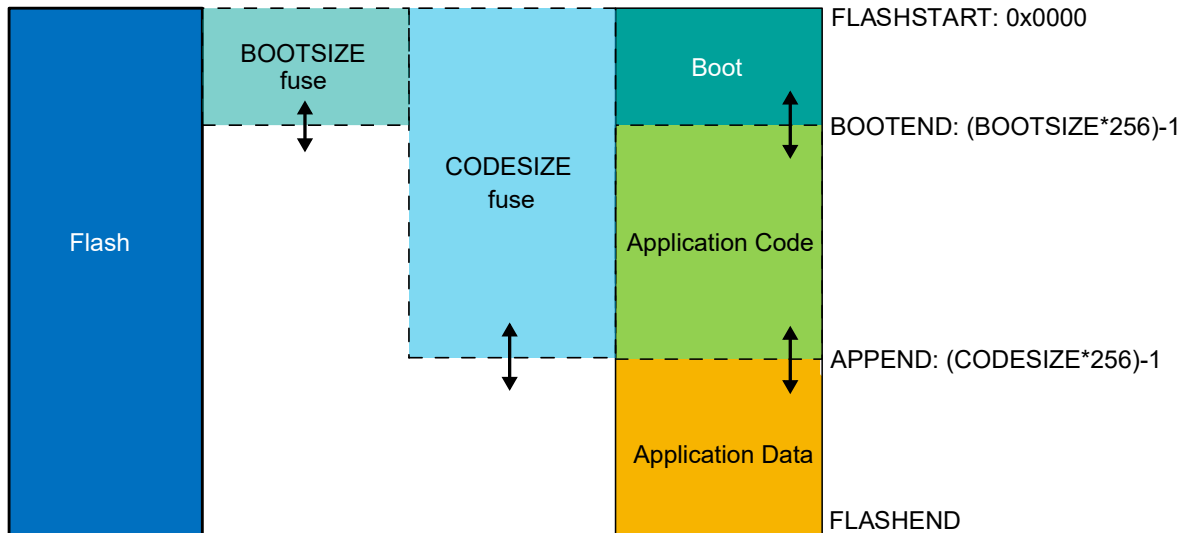 FLASHSTART: 0x0000
BOOTSIZE
fuse
Boot
BOOTEND: (BOOTSIZE*256)-1
CODESIZE
fuse
Flash
Application Code
APPEND: (CODESIZE*256)-1
Application Data
FLASHEND